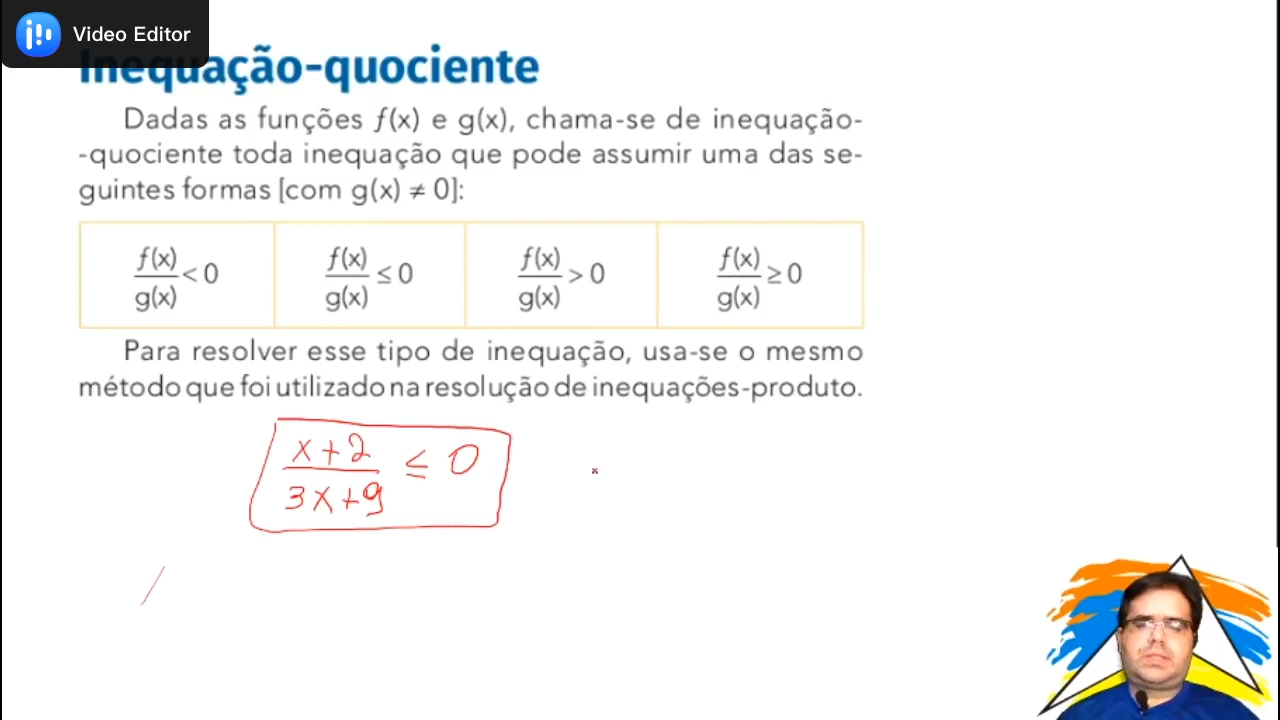 Video Editor
Inequação-quociente
Dadas as funções f(x) e g(x), chama-se de inequação-
-quociente toda inequação que pode assumir uma das se-
guintes formas [com g(x) ≠ 0]:
f(x)/g(x) < 0 f(x)/g(x) ≤ 0 f(x)/g(x) > 0 f(x)/g(x) ≥ 0
Para resolver esse tipo de inequação, usa-se o mesmo
método que foi utilizado na resolução de inequações-produto.
x+2/3x+9 ≤ 0